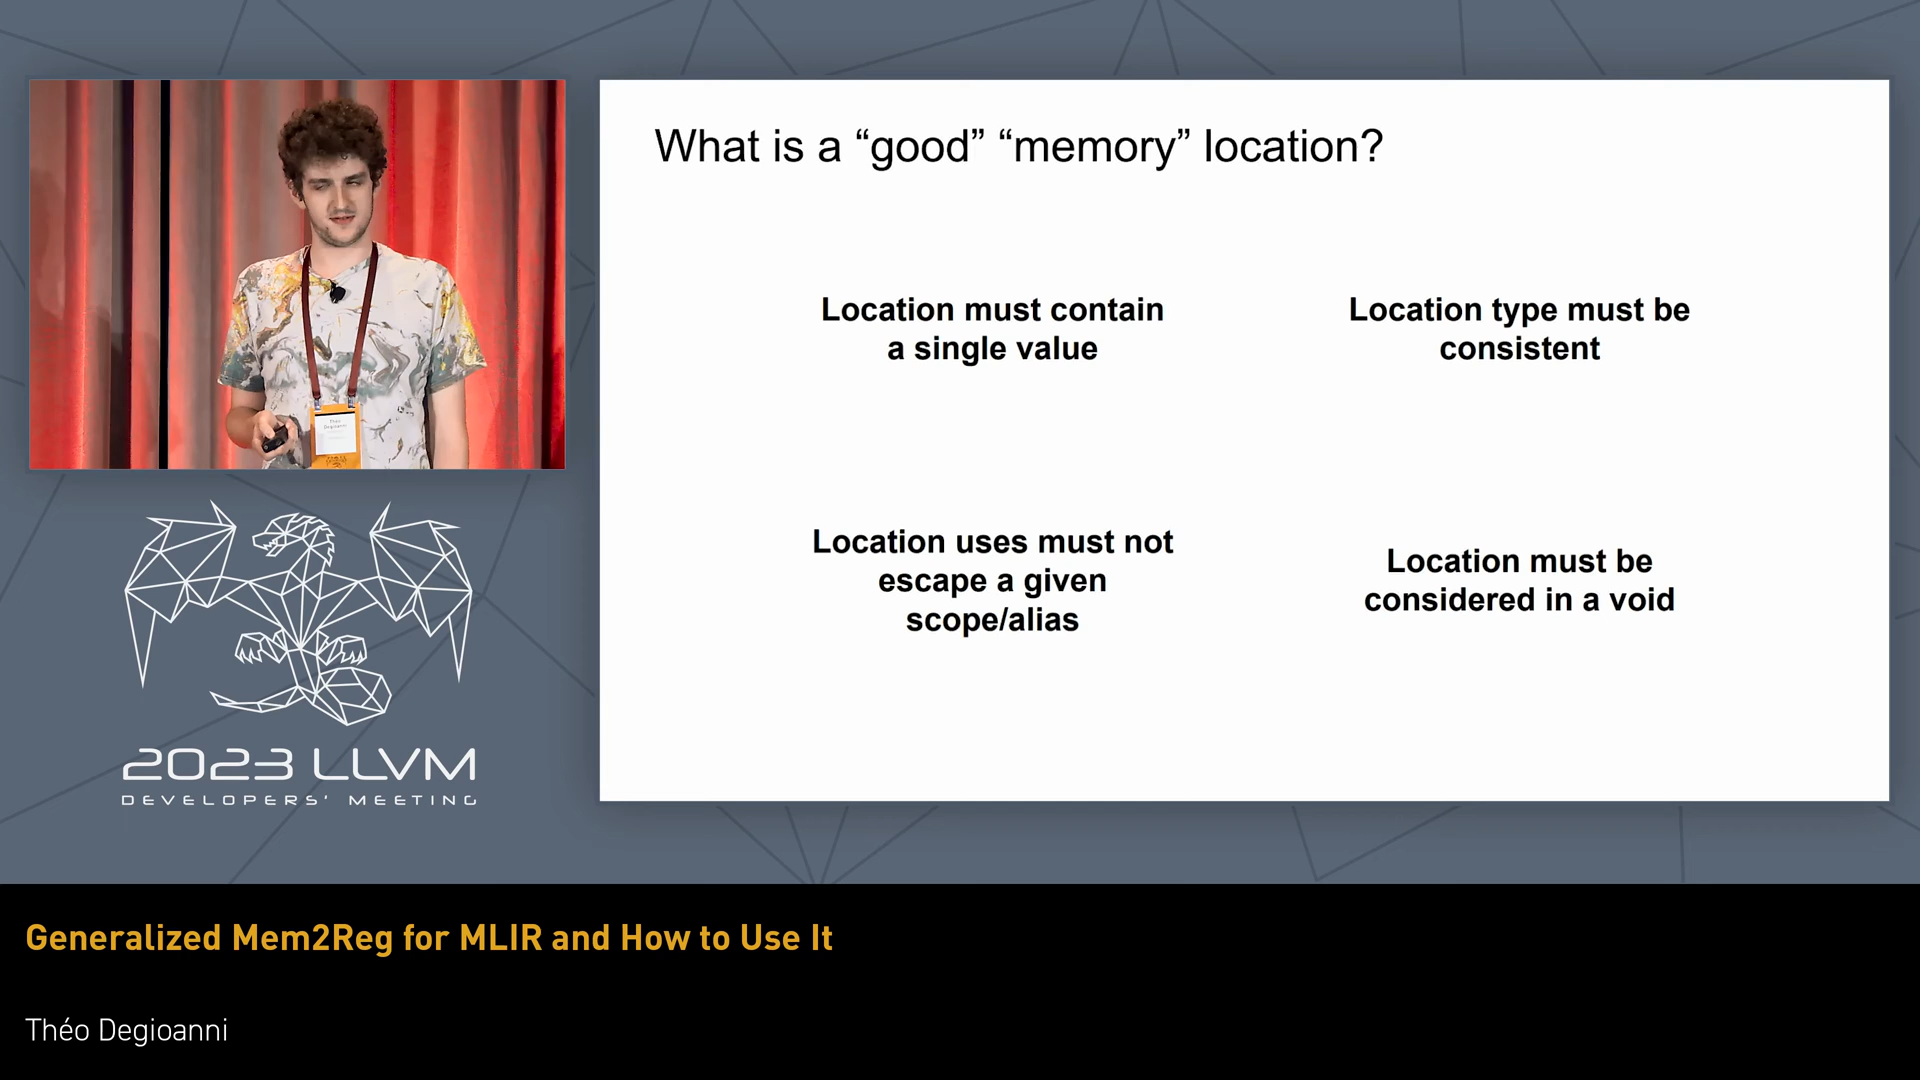 What is a “good” “memory” location?
Location must contain
a single value
Location type must be
consistent
Location uses must not
escape a given
scope/alias
Location must be
considered in a void
Théo
Degioanni
2023 LLVM
DEVELOPERS' MEETING
Generalized Mem2Reg for MLIR and How to Use It
Théo Degioanni